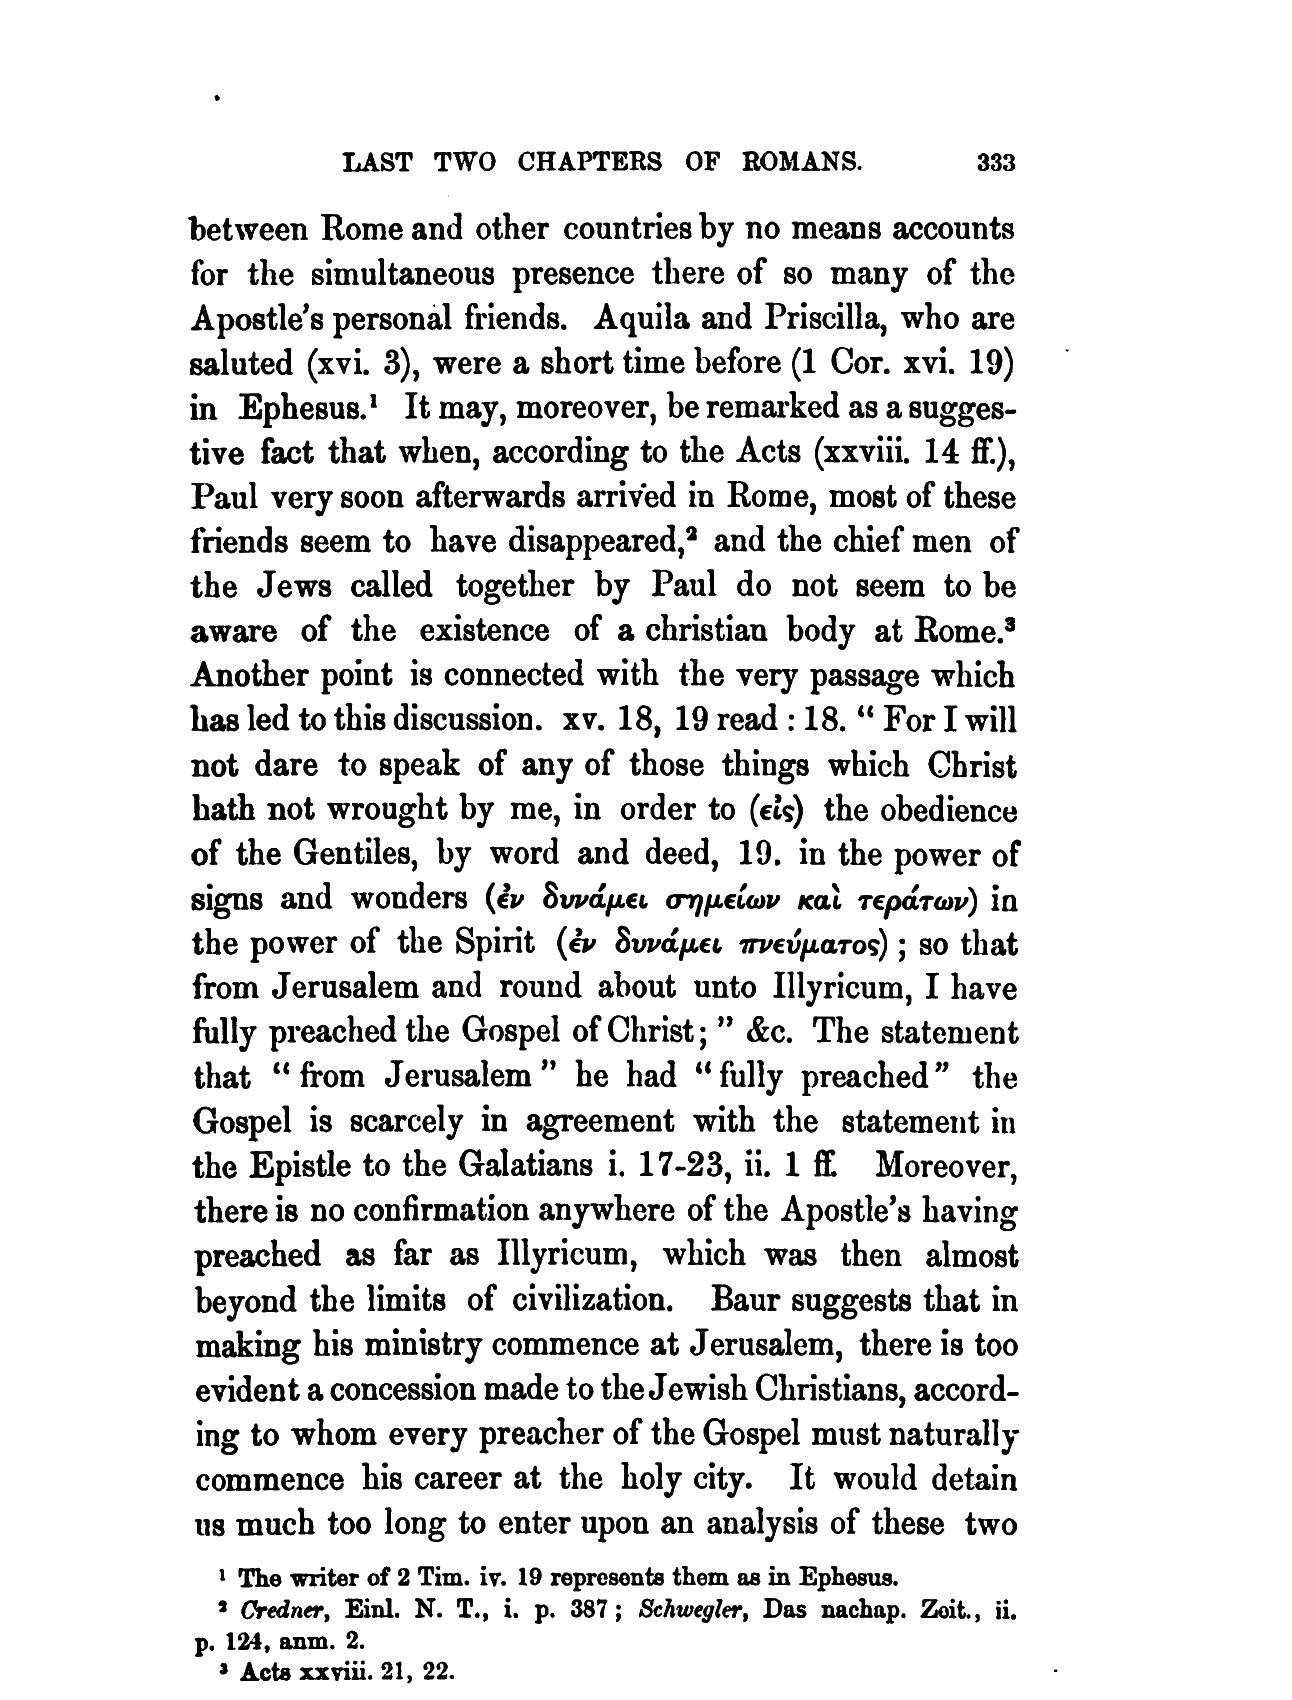 LAST TWO CHAPTERS OF ROMANS. 333
between Rome and other countries by no means accounts
for the simultaneous presence there of so many of the
Apostle's personal friends. Aquila and Priscilla, who are
saluted (xvi. 3), were a short time before (1 Cor. xvi. 19)
in Ephesus.¹ It may, moreover, be remarked as a sugges-
tive fact that when, according to the Acts (xxviii. 14 ff.),
Paul very soon afterwards arrived in Rome, most of these
friends seem to have disappeared,² and the chief men of
the Jews called together by Paul do not seem to be
aware of the existence of a christian body at Rome.³
Another point is connected with the very passage which
has led to this discussion. xv. 18, 19 read : 18. “ For I will
not dare to speak of any of those things which Christ
hath not wrought by me, in order to (εἰς) the obedience
of the Gentiles, by word and deed, 19. in the power of
signs and wonders (ἐν δυνάμει σημείων καὶ τεράτων) in
the power of the Spirit (ἐν δυνάμει πνεύματος) ; so that
from Jerusalem and round about unto Illyricum, I have
fully preached the Gospel of Christ; ” &c. The statement
that “ from Jerusalem ” he had “ fully preached ” the
Gospel is scarcely in agreement with the statement in
the Epistle to the Galatians i. 17-23, ii. 1 ff. Moreover,
there is no confirmation anywhere of the Apostle's having
preached as far as Illyricum, which was then almost
beyond the limits of civilization. Baur suggests that in
making his ministry commence at Jerusalem, there is too
evident a concession made to the Jewish Christians, accord-
ing to whom every preacher of the Gospel must naturally
commence his career at the holy city. It would detain
us much too long to enter upon an analysis of these two
¹ The writer of 2 Tim. iv. 19 represents them as in Ephesus.
² Credner, Einl. N. T., i. p. 387 ; Schwegler, Das nachap. Zeit., ii.
p. 124, anm. 2.
³ Acts xxviii. 21, 22.